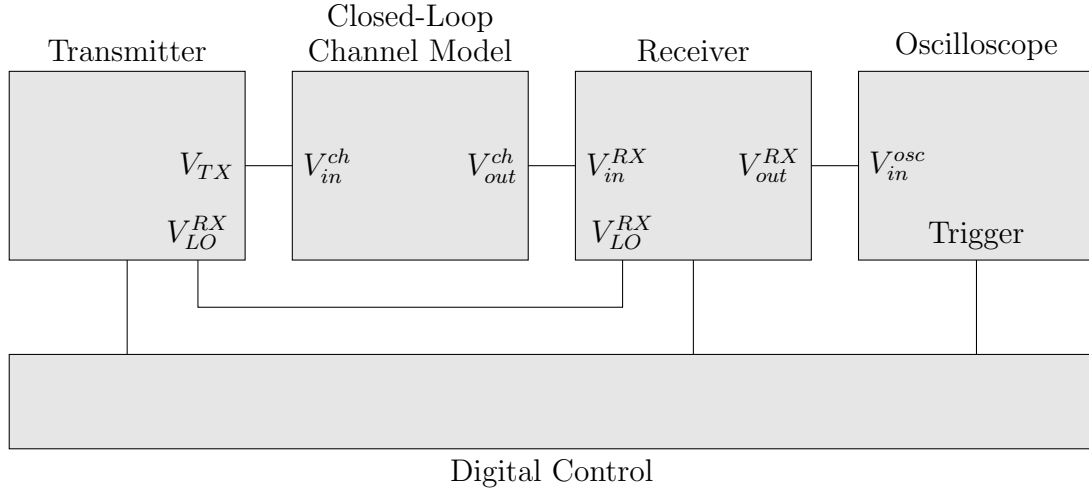 Closed-Loop
Transmitter
Channel Model
Receiver
Oscilloscope
$V_{TX}$
$V_{in}^{ch}$
$V_{out}^{ch}$
$V_{in}^{RX}$
$V_{out}^{RX}$
$V_{in}^{osc}$
$V_{LO}^{RX}$
$V_{LO}^{RX}$
Trigger
Digital Control